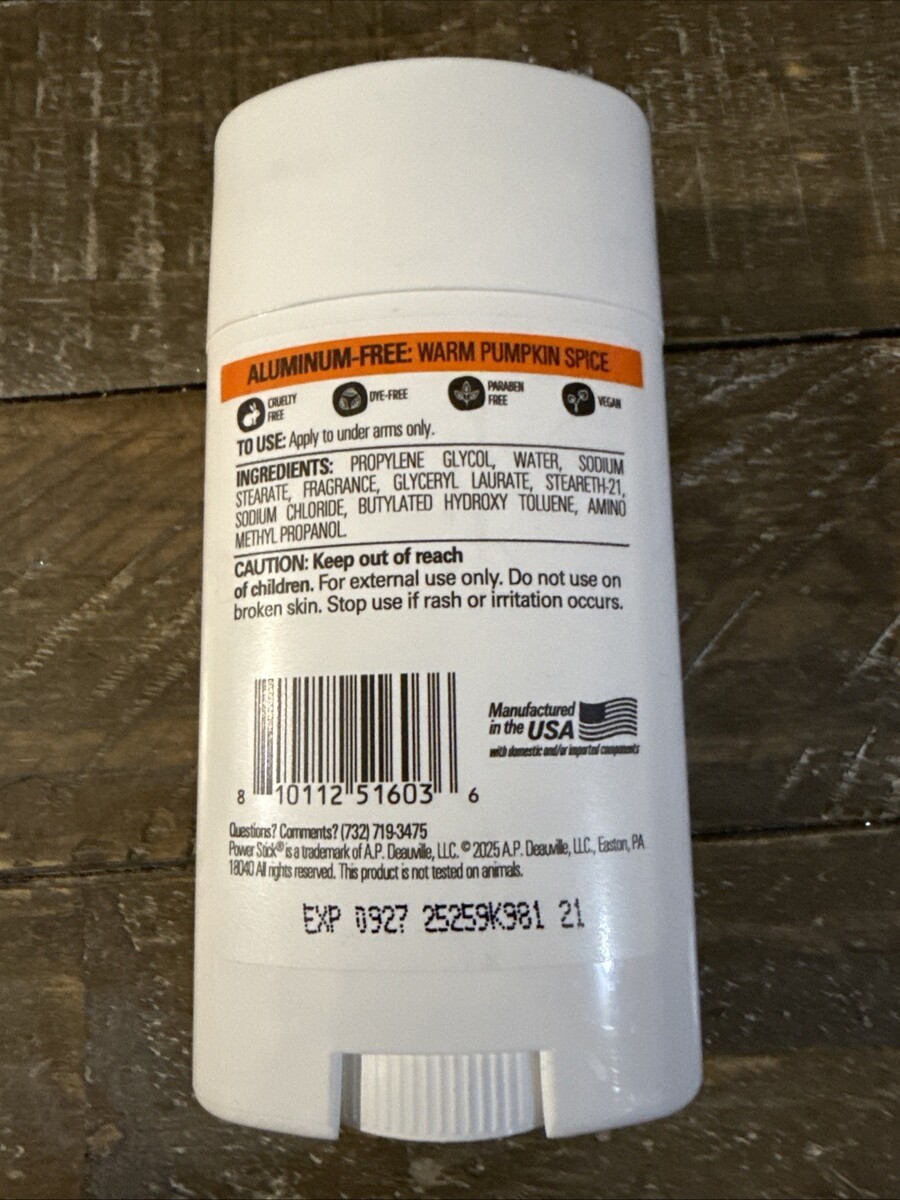 ALUMINUM-FREE: WARM PUMPKIN SPICE
CRUELTY FREE
DYE-FREE
PARABEN FREE
VEGAN
TO USE: Apply to under arms only.
INGREDIENTS: PROPYLENE GLYCOL, WATER, SODIUM
STEARATE, FRAGRANCE, GLYCERYL LAURATE, STEARETH-21,
SODIUM CHLORIDE, BUTYLATED HYDROXY TOLUENE, AMINO
METHYL PROPANOL.
CAUTION: Keep out of reach
of children. For external use only. Do not use on
broken skin. Stop use if rash or irritation occurs.
Manufactured
in the USA
with domestic and/or imported components
8 10112 51603 6
Questions? Comments? (732) 719-3475
Power Stick® is a trademark of A.P. Deauville, LLC. © 2025 A.P. Deauville, LLC., Easton, PA
18040 All rights reserved. This product is not tested on animals.
EXP 0927 25259K981 21